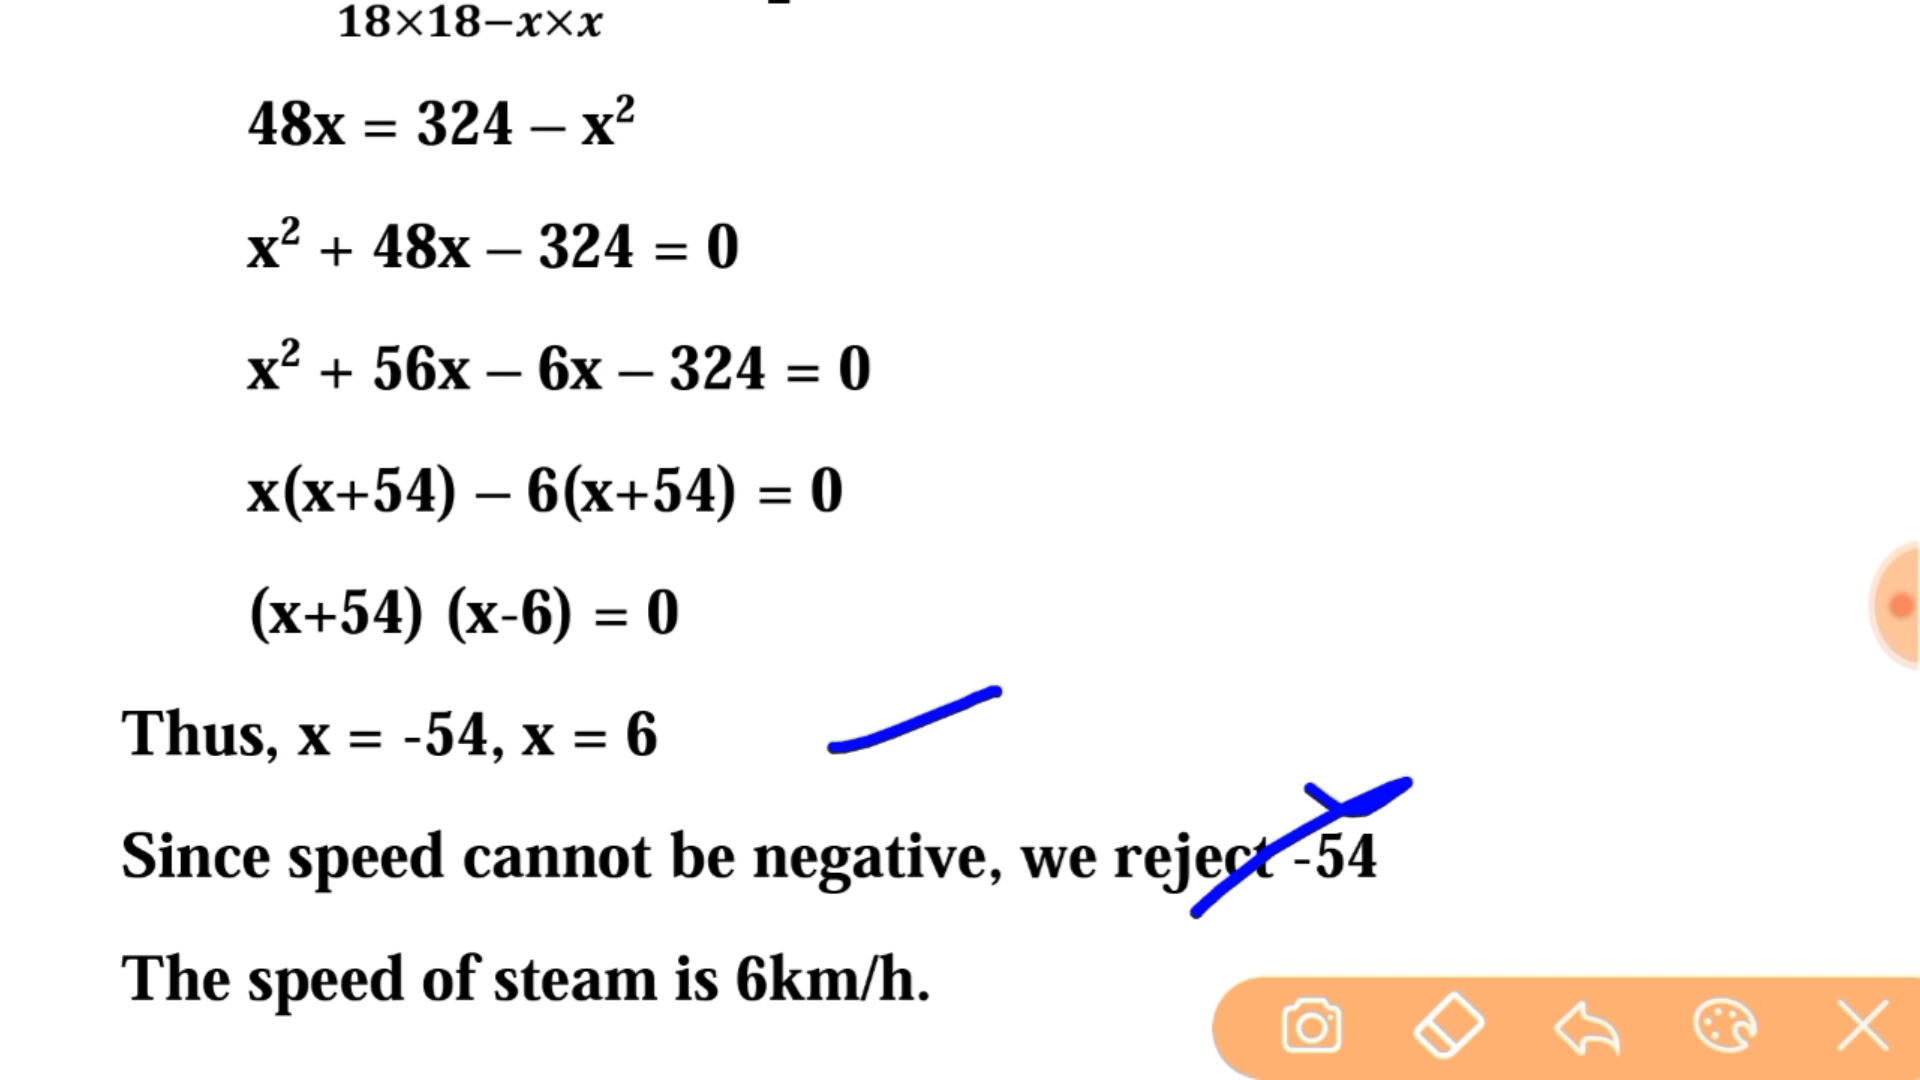 18×18−x×x
48x = 324 – x²
x² + 48x – 324 = 0
x² + 56x – 6x – 324 = 0
x(x+54) – 6(x+54) = 0
(x+54) (x-6) = 0
Thus, x = -54, x = 6
Since speed cannot be negative, we reject -54
The speed of steam is 6km/h.